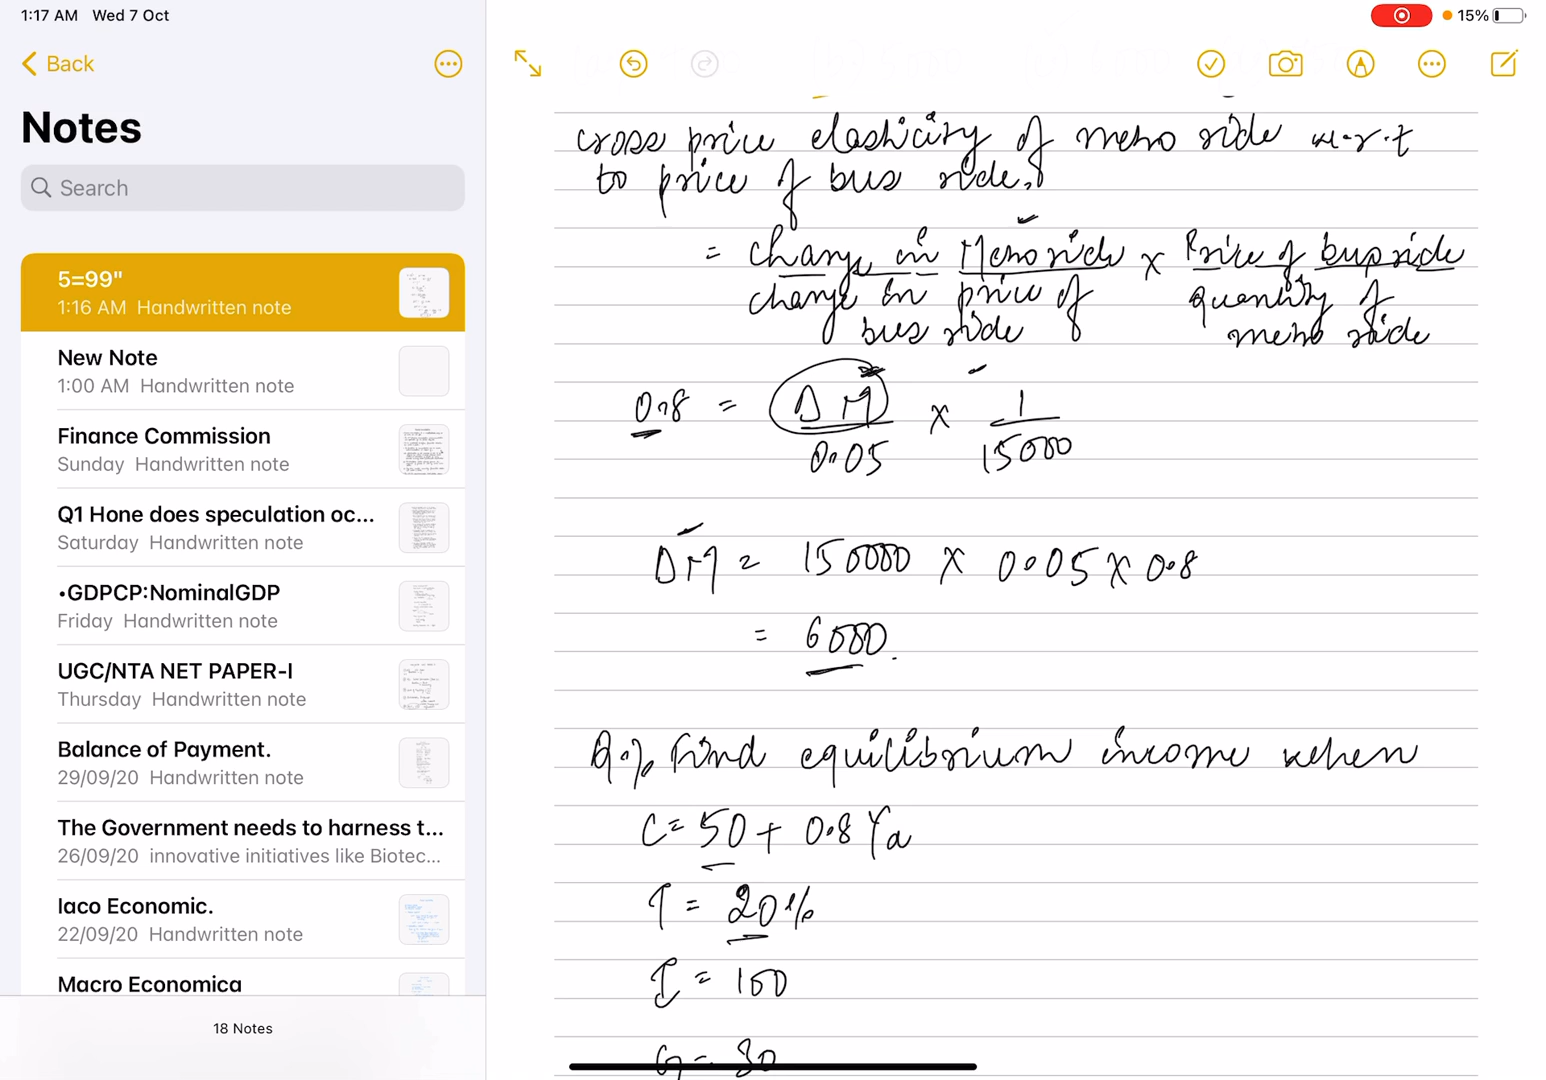 1:17 AM Wed 7 Oct
15%
Back
Notes
Search
5=99"
1:16 AM Handwritten note
New Note
1:00 AM Handwritten note
Finance Commission
Sunday Handwritten note
Q1 Hone does speculation oc...
Saturday Handwritten note
•GDPCP:NominalGDP
Friday Handwritten note
UGC/NTA NET PAPER-I
Thursday Handwritten note
Balance of Payment.
29/09/20 Handwritten note
The Government needs to harness t...
26/09/20 innovative initiatives like Biotec...
Iaco Economic.
22/09/20 Handwritten note
Macro Economica
18 Notes
cross price elasticity of metro ride w.r.t
to price of bus ride.
= change in Metro ride × Price of bus ride
change in price of quantity of
bus ride metro ride
0.8 = ΔM × 1
0.05 15000
ΔM = 150000 × 0.05 × 0.8
= 6000.
Q.% Find equilibrium income when
C = 50 + 0.8 Yd
T = 20%
I = 100
G = 30